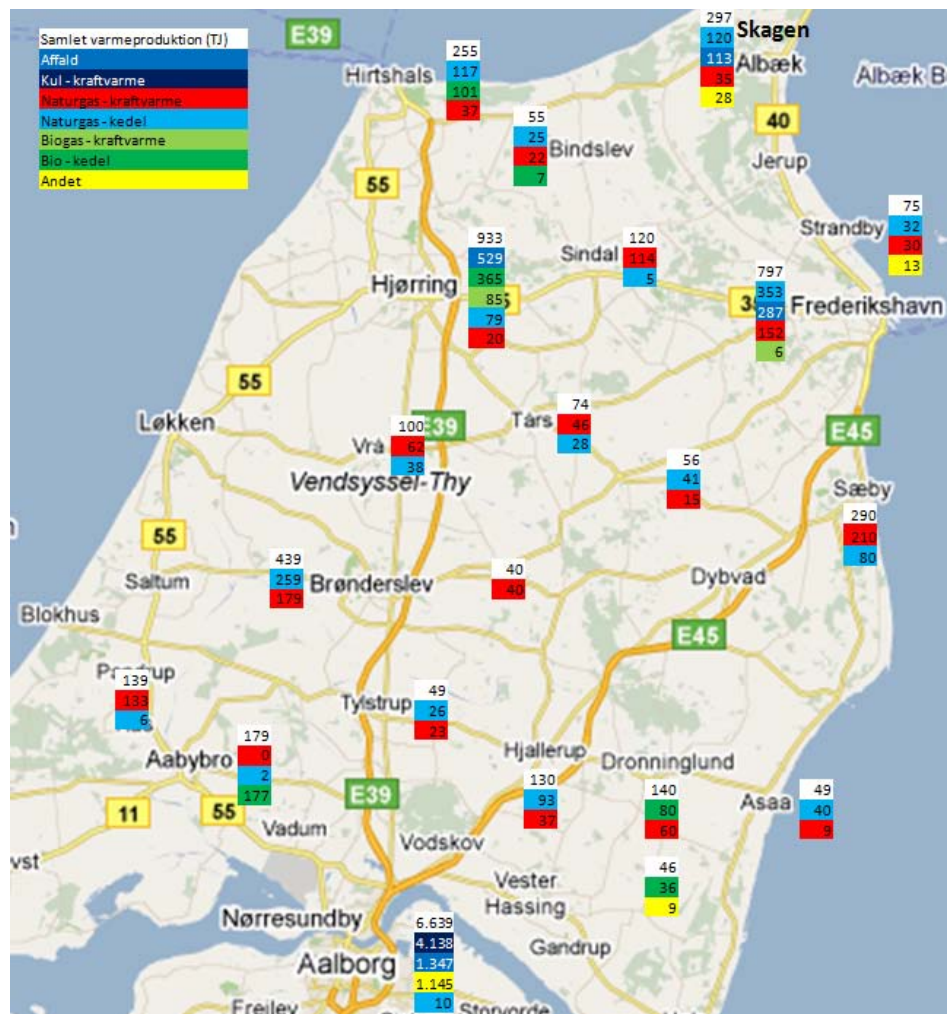 Samlet varmeproduktion (TJ)
Affald
Kul - kraftvarme
Naturgas - kraftvarme
Naturgas - kedel
Biogas - kraftvarme
Bio - kedel
Andet
E39
Hirtshals
255
117
101
37
297
120
113
35
28
Skagen
Albæk
Ålbæk B
40
55
25
22
7
Bindslev
Jerup
55
Strandby
75
32
30
13
933
529
365
85
79
20
Hjørring
Sindal
120
114
5
797
353
287
152
6
Frederikshavn
55
Løkken
E39
Tårs
74
46
28
E45
100
62
38
Vrå
Vendsyssel-Thy
56
41
15
Sæby
290
210
80
55
Saltum
439
259
179
Brønderslev
40
40
Dybvad
Blokhus
E45
139
133
6
Tylstrup
49
26
23
Aabybro
179
0
2
177
Hjallerup
130
93
37
Dronninglund
140
80
60
Asaa
49
40
9
11
55
E39
Vadum
Vodskov
vst
Vester
Hassing
46
36
9
Nørresundby
Gandrup
Aalborg
6.639
4.138
1.347
1.145
10
Storvorde